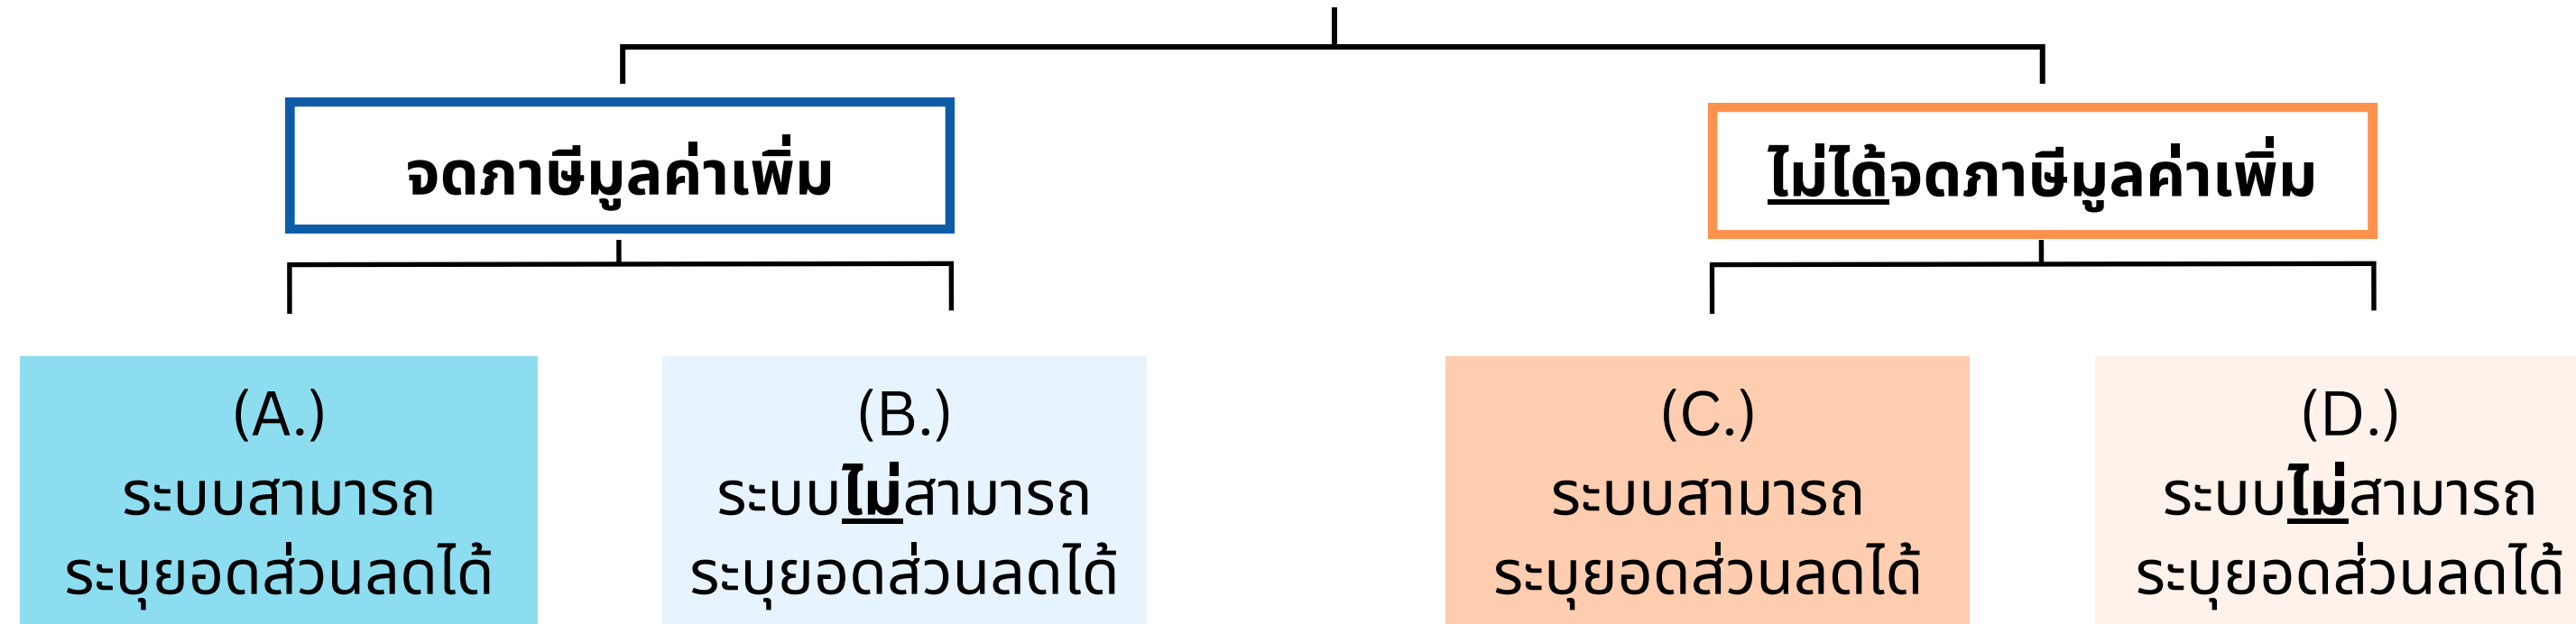 จดภาษีมูลค่าเพิ่ม
ไม่ได้จดภาษีมูลค่าเพิ่ม
(A.)
ระบบสามารถ
ระบุยอดส่วนลดได้
(B.)
ระบบไม่สามารถ
ระบุยอดส่วนลดได้
(C.)
ระบบสามารถ
ระบุยอดส่วนลดได้
(D.)
ระบบไม่สามารถ
ระบุยอดส่วนลดได้